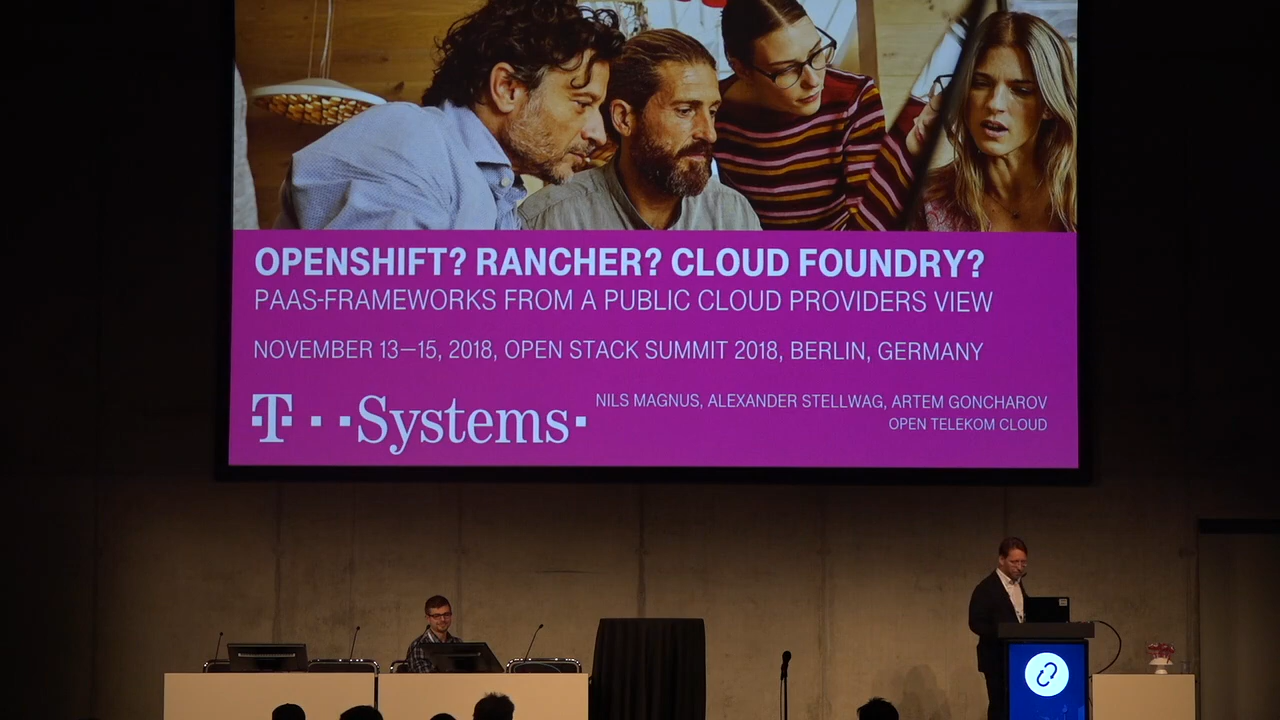 OPENSHIFT? RANCHER? CLOUD FOUNDRY?
PAAS-FRAMEWORKS FROM A PUBLIC CLOUD PROVIDERS VIEW
NOVEMBER 13–15, 2018, OPEN STACK SUMMIT 2018, BERLIN, GERMANY
T · · Systems ·
NILS MAGNUS, ALEXANDER STELLWAG, ARTEM GONCHAROV
OPEN TELEKOM CLOUD